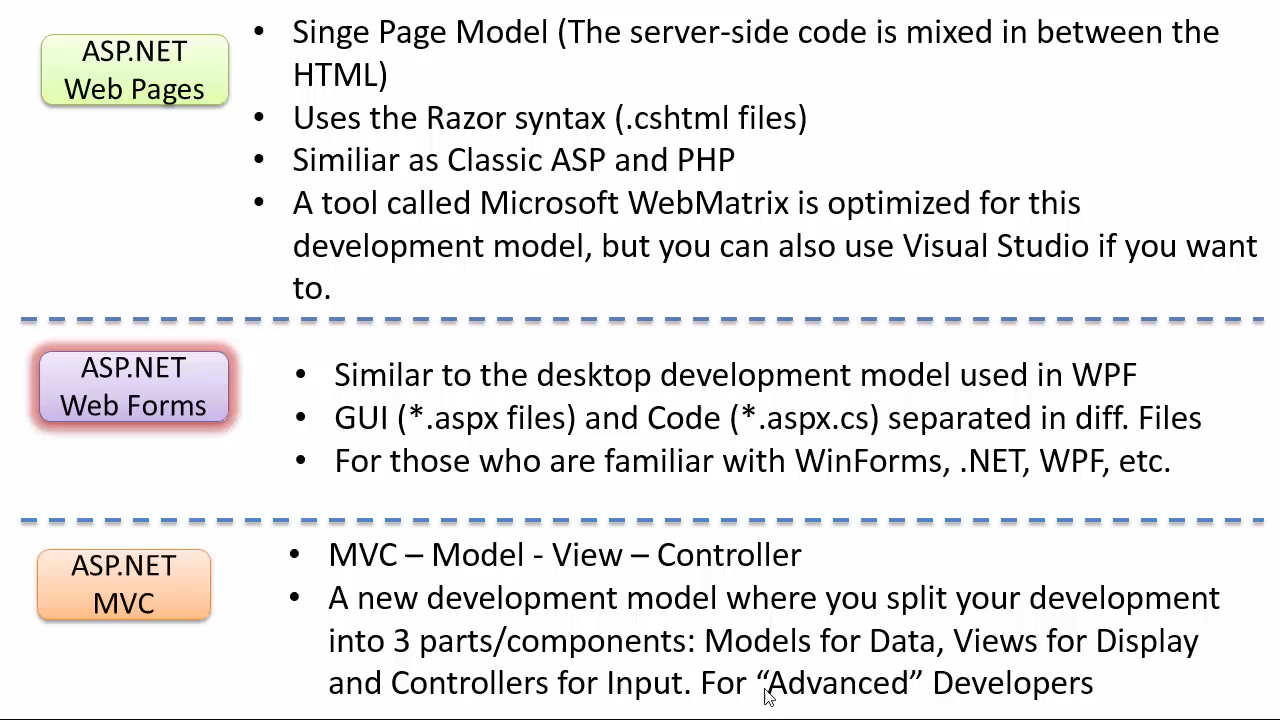 ASP.NET
Web Pages
• Singe Page Model (The server-side code is mixed in between the
HTML)
• Uses the Razor syntax (.cshtml files)
• Similiar as Classic ASP and PHP
• A tool called Microsoft WebMatrix is optimized for this
development model, but you can also use Visual Studio if you want
to.
ASP.NET
Web Forms
• Similar to the desktop development model used in WPF
• GUI (*.aspx files) and Code (*.aspx.cs) separated in diff. Files
• For those who are familiar with WinForms, .NET, WPF, etc.
ASP.NET
MVC
• MVC – Model - View – Controller
• A new development model where you split your development
into 3 parts/components: Models for Data, Views for Display
and Controllers for Input. For “Advanced” Developers